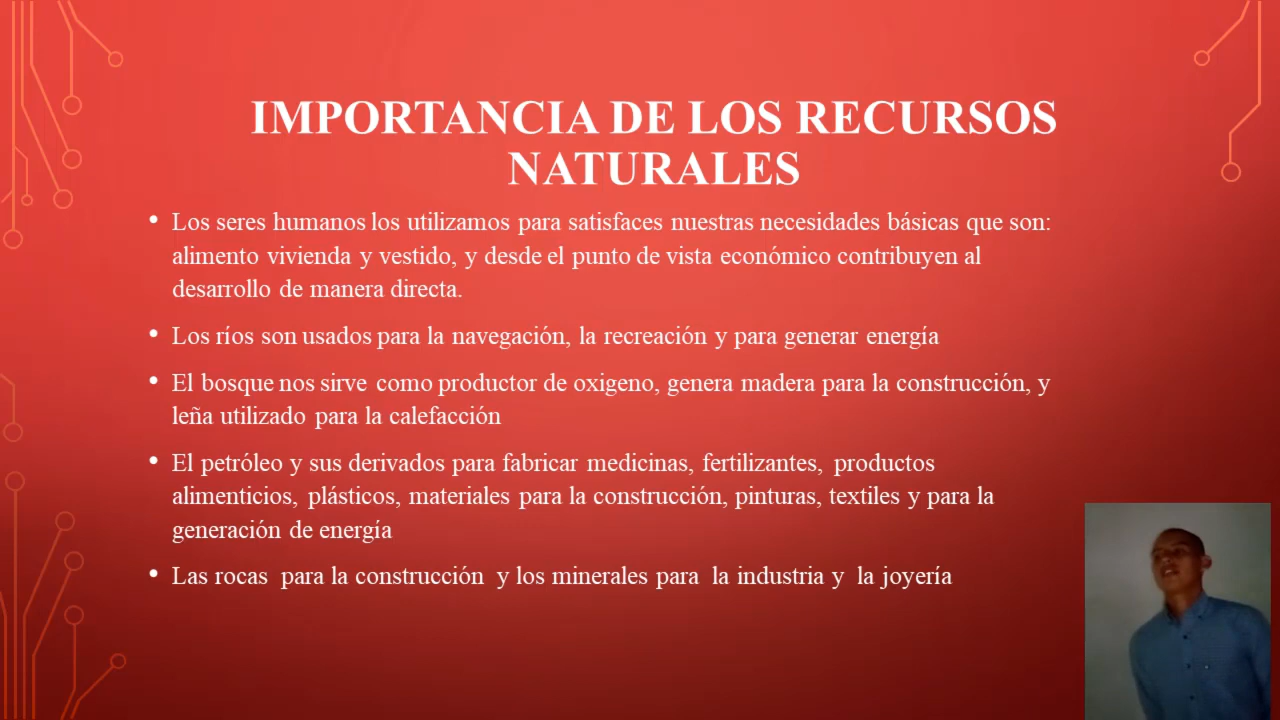 IMPORTANCIA DE LOS RECURSOS
NATURALES
• Los seres humanos los utilizamos para satisfaces nuestras necesidades básicas que son:
alimento vivienda y vestido, y desde el punto de vista económico contribuyen al
desarrollo de manera directa.
• Los ríos son usados para la navegación, la recreación y para generar energía
• El bosque nos sirve como productor de oxigeno, genera madera para la construcción, y
leña utilizado para la calefacción
• El petróleo y sus derivados para fabricar medicinas, fertilizantes, productos
alimenticios, plásticos, materiales para la construcción, pinturas, textiles y para la
generación de energía
• Las rocas para la construcción y los minerales para la industria y la joyería